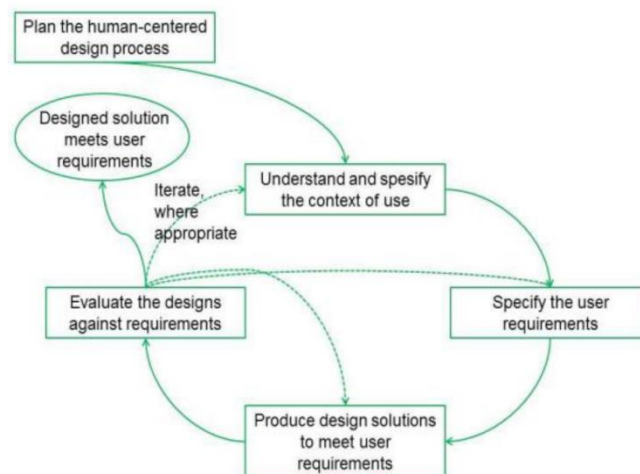 Plan the human-centered
design process
Designed solution
meets user
requirements
Iterate,
where
appropriate
Understand and spesify
the context of use
Evaluate the designs
against requirements
Specify the user
requirements
Produce design solutions
to meet user
requirements